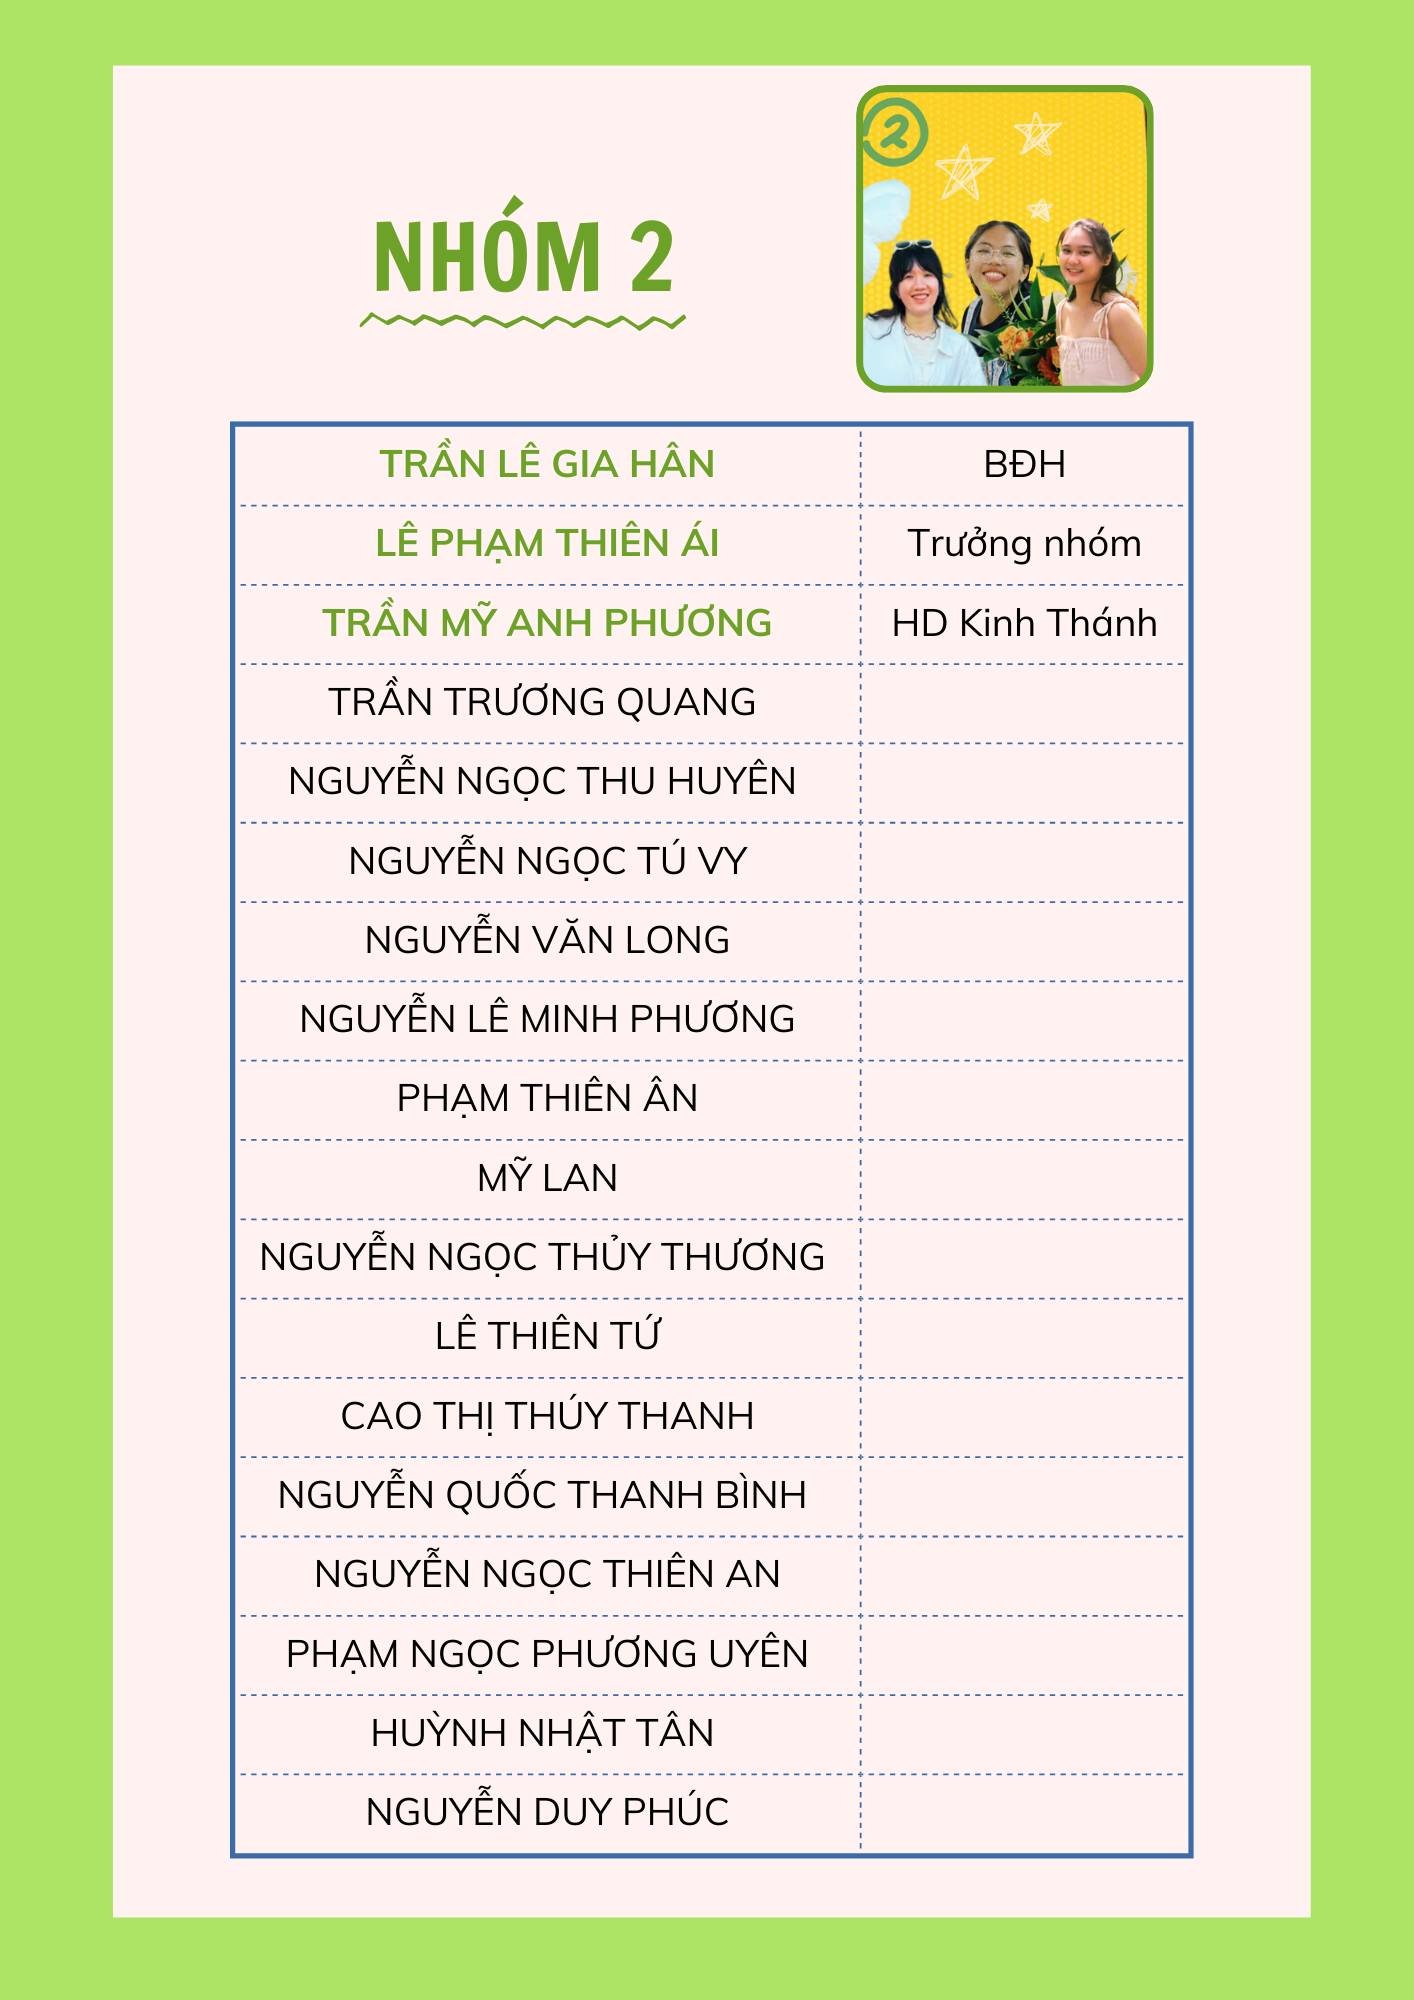 2
NHÓM 2
TRẦN LÊ GIA HÂN BĐH
LÊ PHẠM THIÊN ÁI Trưởng nhóm
TRẦN MỸ ANH PHƯƠNG HD Kinh Thánh
TRẦN TRƯƠNG QUANG
NGUYỄN NGỌC THU HUYÊN
NGUYỄN NGỌC TÚ VY
NGUYỄN VĂN LONG
NGUYỄN LÊ MINH PHƯƠNG
PHẠM THIÊN ÂN
MỸ LAN
NGUYỄN NGỌC THỦY THƯƠNG
LÊ THIÊN TỨ
CAO THỊ THÚY THANH
NGUYỄN QUỐC THANH BÌNH
NGUYỄN NGỌC THIÊN AN
PHẠM NGỌC PHƯƠNG UYÊN
HUỲNH NHẬT TÂN
NGUYỄN DUY PHÚC